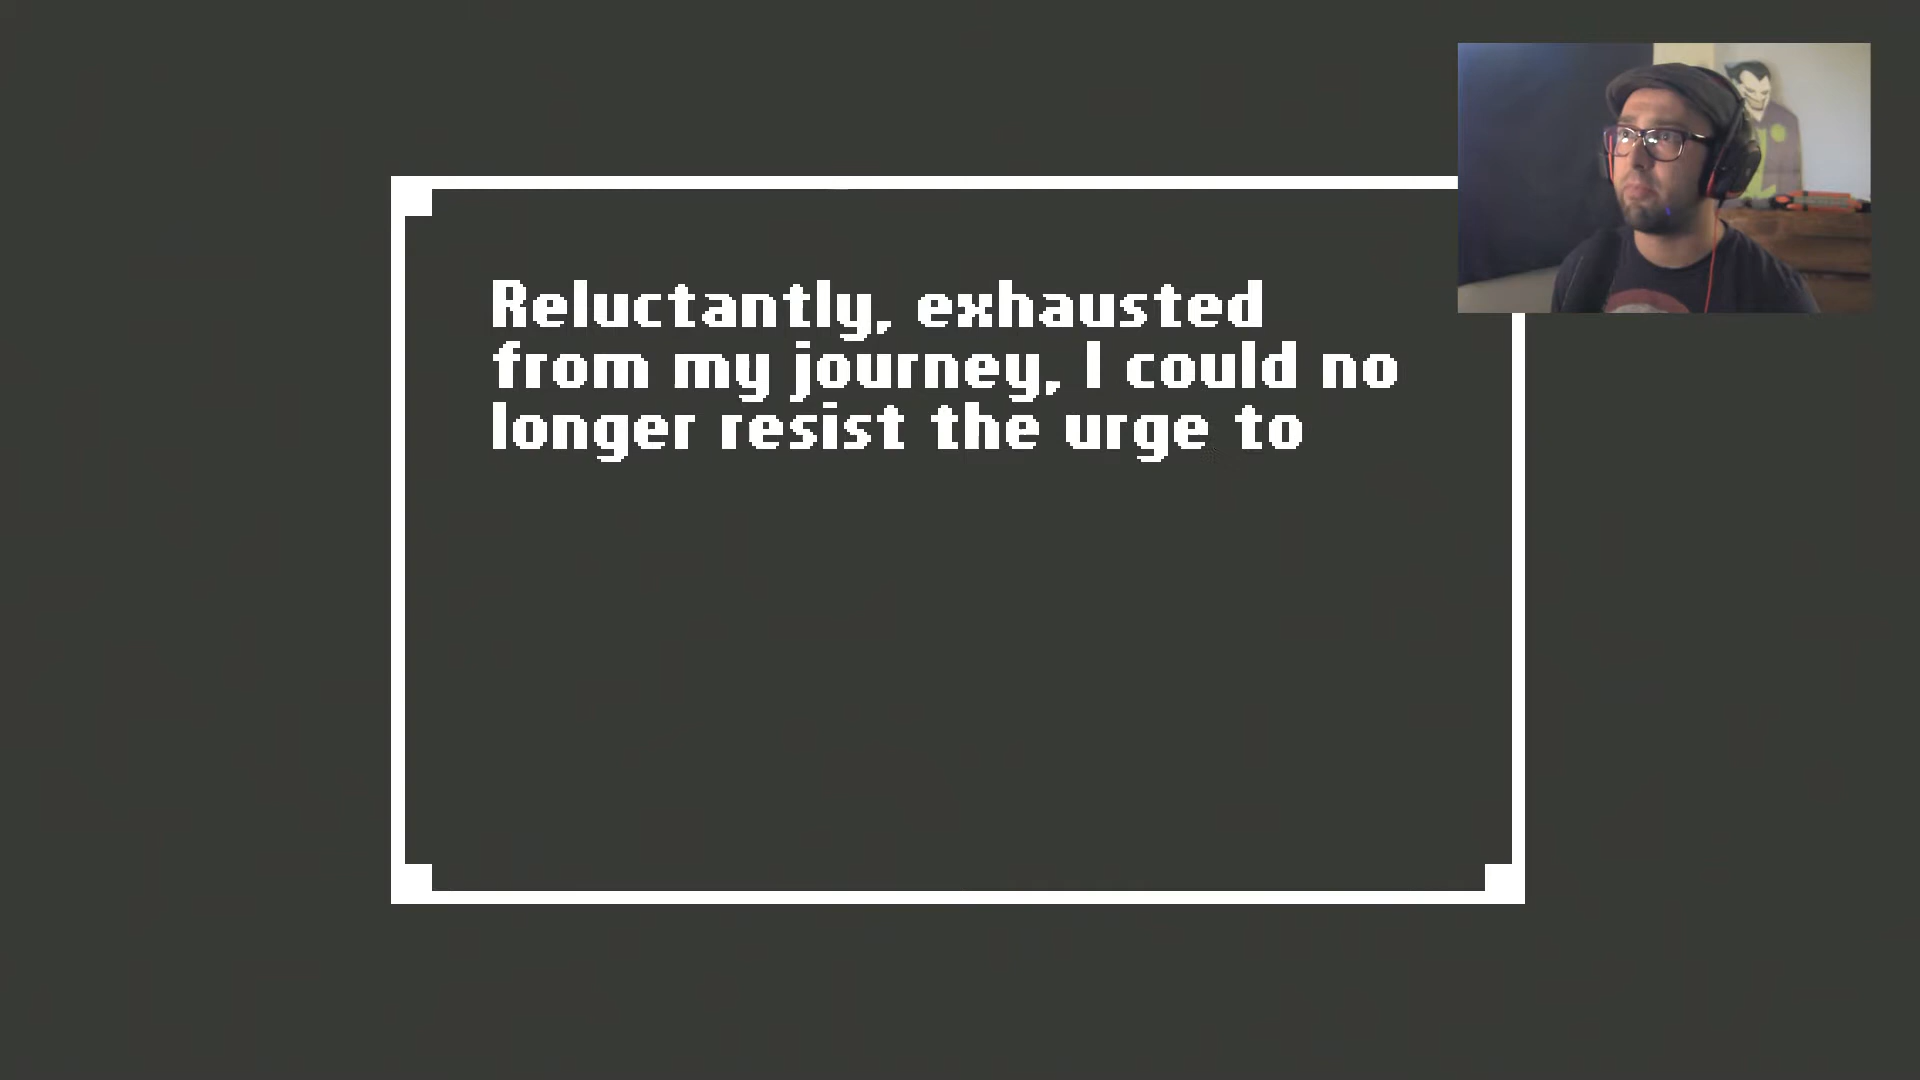 Reluctantly, exhausted
from my journey, I could no
longer resist the urge to